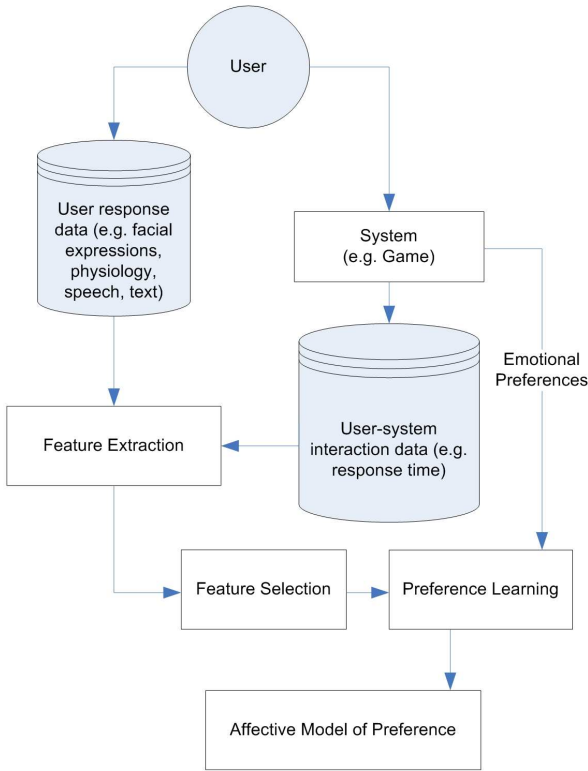 User
User response
data (e.g. facial
expressions,
physiology,
speech, text)
System
(e.g. Game)
Emotional
Preferences
User-system
interaction data (e.g.
response time)
Feature Extraction
Feature Selection
Preference Learning
Affective Model of Preference